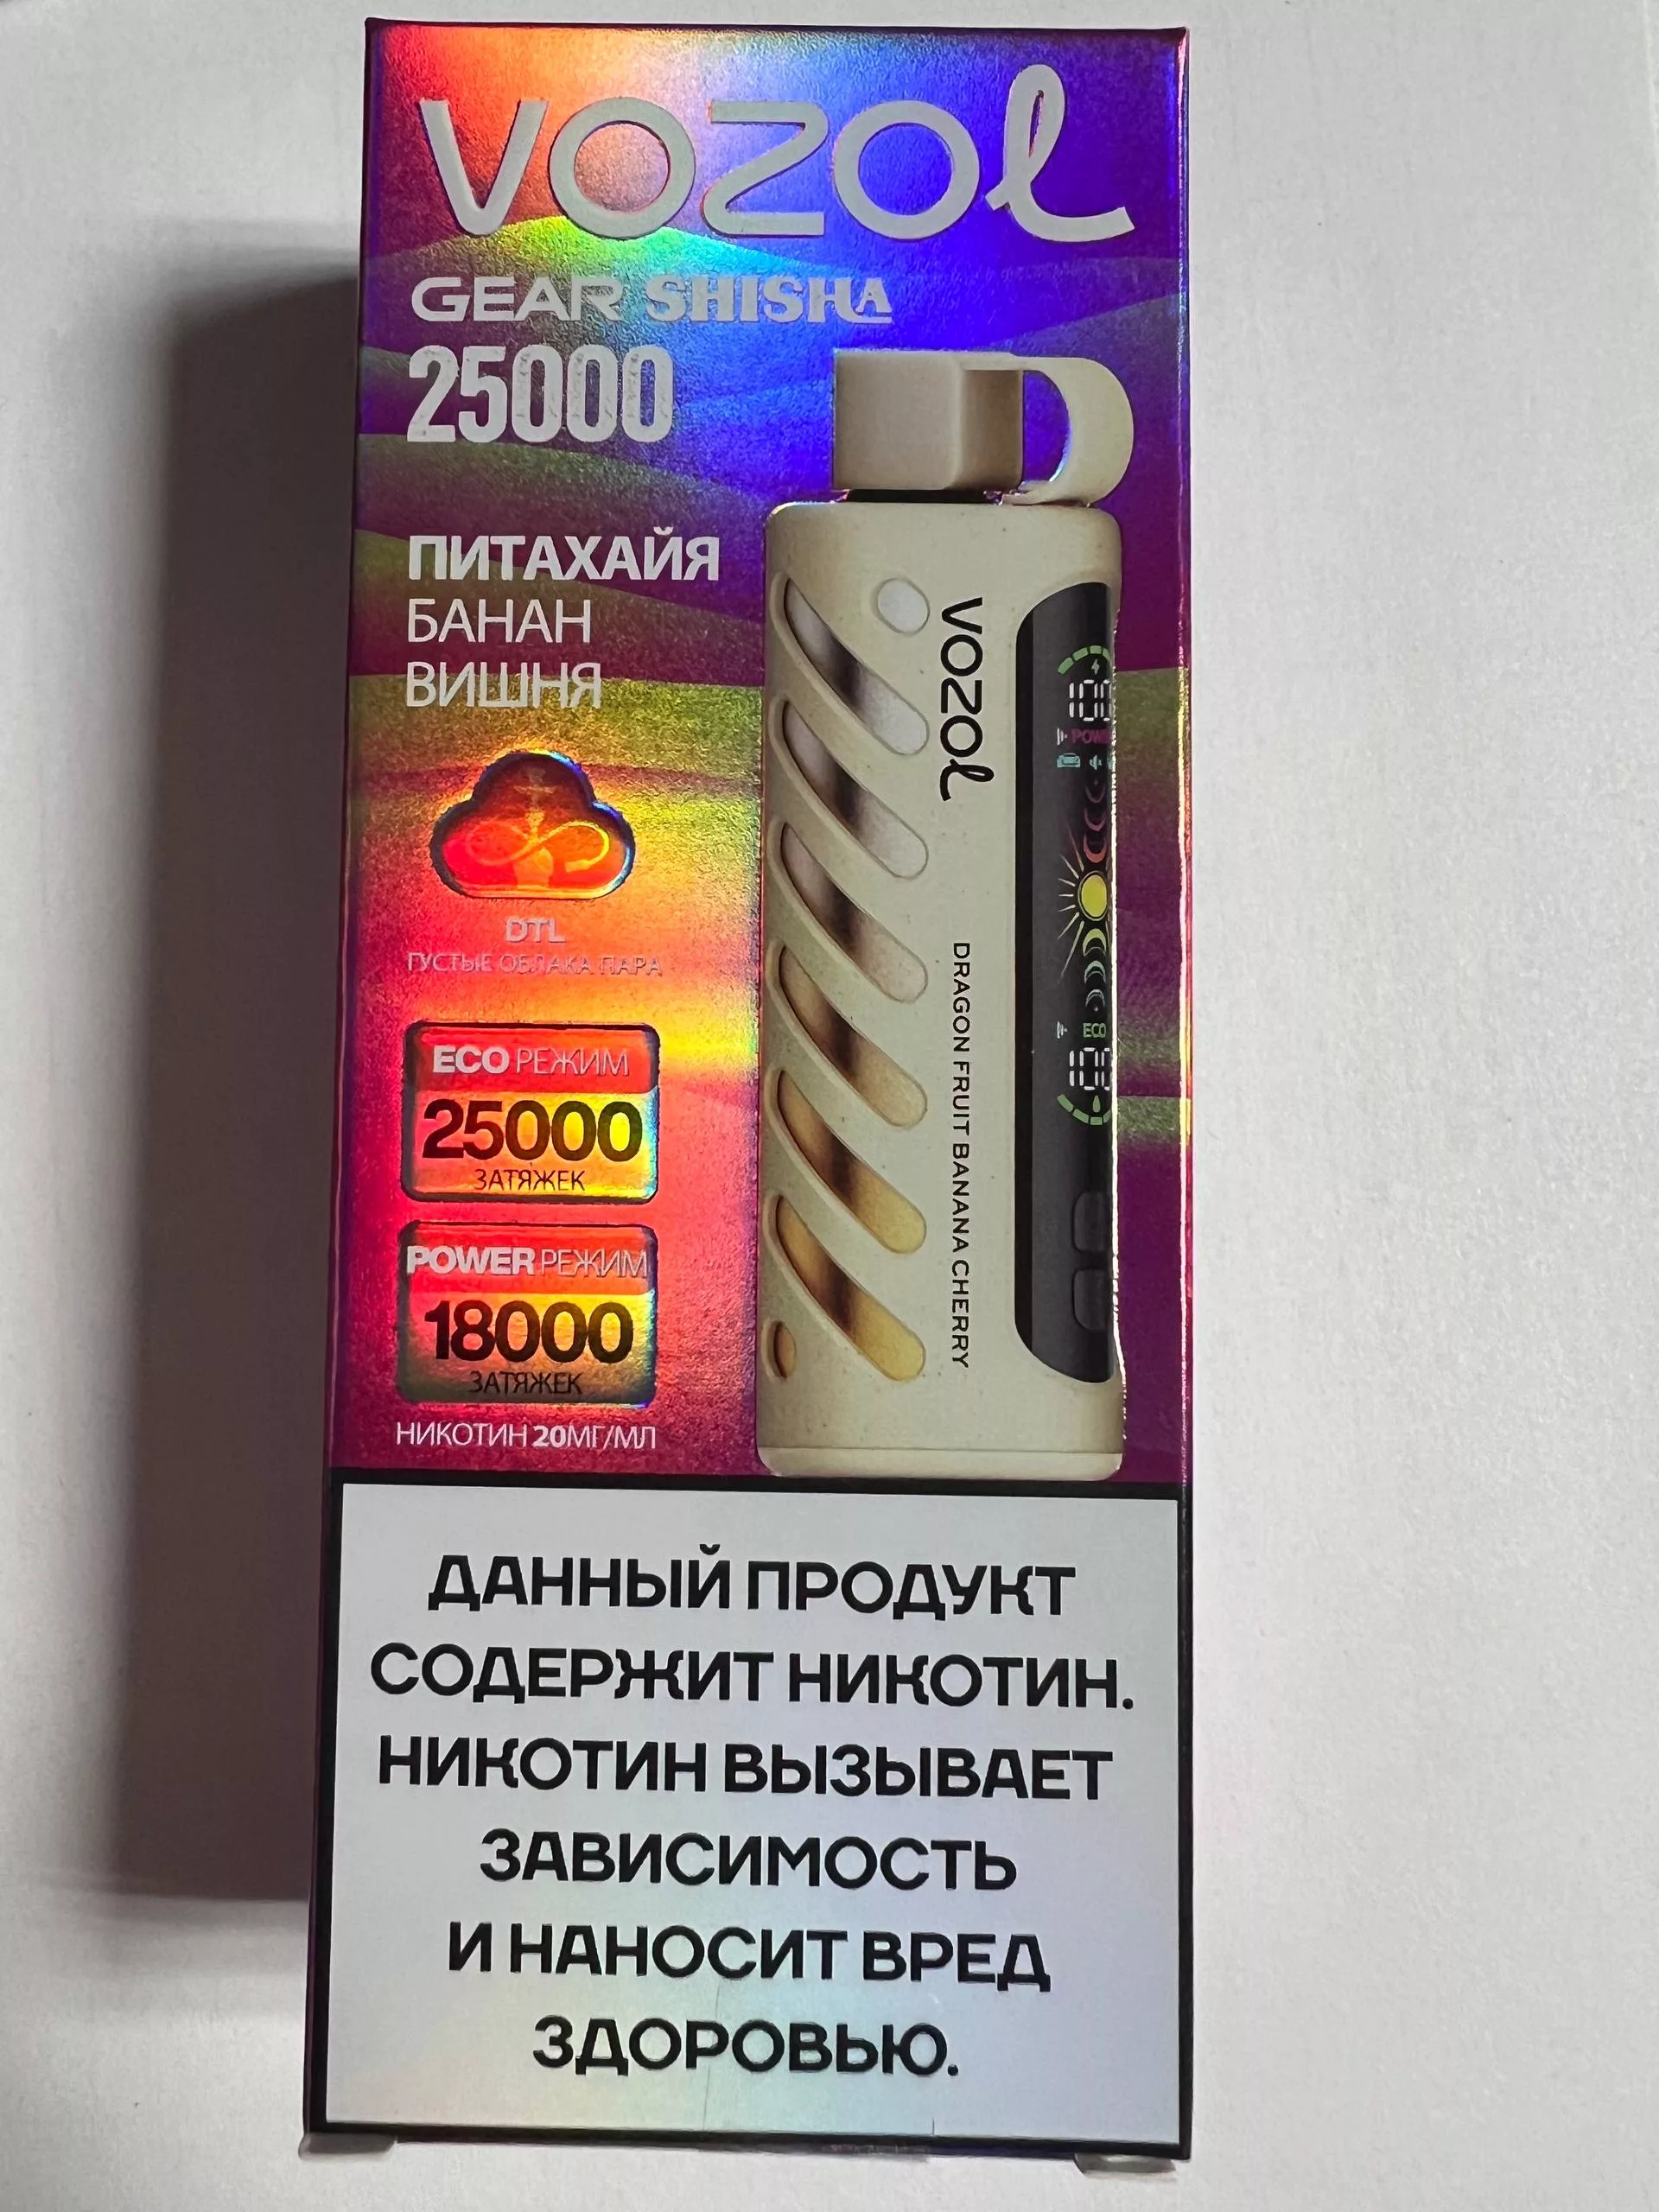 VOZOL
GEAR SHISHA
25000
ПИТАХАЙЯ
БАНАН
ВИШНЯ
DTL
ГУСТЫЕ ОБЛАКА ПАРА
ECO РЕЖИМ
25000
ЗАТЯЖЕК
POWER РЕЖИМ
18000
ЗАТЯЖЕК
НИКОТИН 20МГ/МЛ
VOZOL
DRAGON FRUIT BANANA CHERRY
ECO
ДАННЫЙ ПРОДУКТ
СОДЕРЖИТ НИКОТИН.
НИКОТИН ВЫЗЫВАЕТ
ЗАВИСИМОСТЬ
И НАНОСИТ ВРЕД
ЗДОРОВЬЮ.